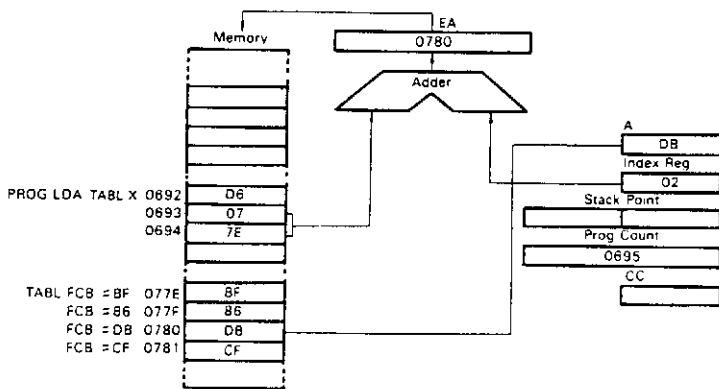 EA
Memory
0780
Adder
A
DB
Index Reg
02
Stack Point
Prog Count
0695
CC
PROG LDA TABL X 0692 D6
0693 07
0694 7E
TABL FCB =BF 077E BF
FCB =86 077F 86
FCB =DB 0780 DB
FCB =CF 0781 CF